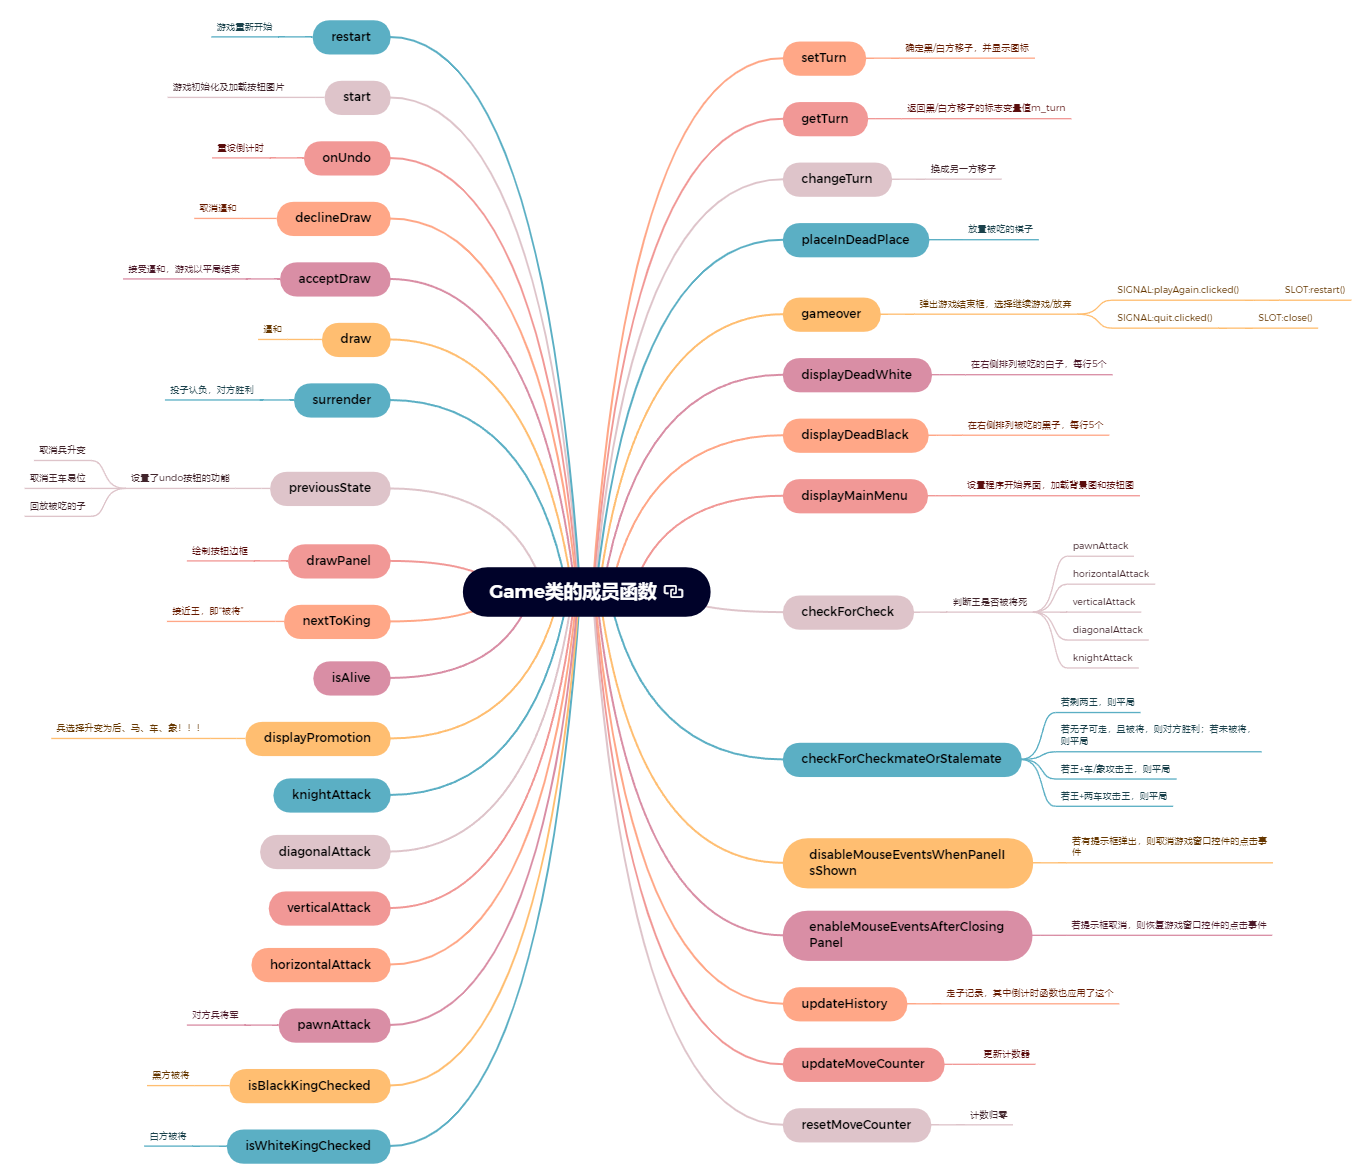 Game类的成员函数
setTurn
确定黑/白方移子，并显示图标
getTurn
返回黑/白方移子的标志变量值m_turn
changeTurn
换成另一方移子
placeInDeadPlace
放置被吃的棋子
gameover
弹出游戏结束框，选择继续游戏/放弃
SIGNAL:playAgain.clicked()
SLOT:restart()
SIGNAL:quit.clicked()
SLOT:close()
displayDeadWhite
在右侧排列被吃的白子，每行5个
displayDeadBlack
在右侧排列被吃的黑子，每行5个
displayMainMenu
设置程序开始界面，加载背景图和按钮图
checkForCheck
判断王是否被将死
pawnAttack
horizontalAttack
verticalAttack
diagonalAttack
knightAttack
checkForCheckmateOrStalemate
若剩两王，则平局
若无子可走，且被将，则对方胜利；若未被将，
则平局
若王+车/象攻击王，则平局
若王+两车攻击王，则平局
disableMouseEventsWhenPanelI
sShown
若有提示框弹出，则取消游戏窗口控件的点击事
件
enableMouseEventsAfterClosing
Panel
若提示框取消，则恢复游戏窗口控件的点击事件
updateHistory
走子记录，其中倒计时函数也应用了这个
updateMoveCounter
更新计数器
resetMoveCounter
计数归零
restart
游戏重新开始
start
游戏初始化及加载按钮图片
onUndo
重设倒计时
declineDraw
取消逼和
acceptDraw
接受逼和，游戏以平局结束
draw
逼和
surrender
投子认负，对方胜利
previousState
设置了undo按钮的功能
取消兵升变
取消王车易位
回放被吃的子
drawPanel
绘制按钮边框
nextToKing
接近王，即“被将”
isAlive
displayPromotion
兵选择升变为后、马、车、象！！！
knightAttack
diagonalAttack
verticalAttack
horizontalAttack
pawnAttack
对方兵将军
isBlackKingChecked
黑方被将
isWhiteKingChecked
白方被将